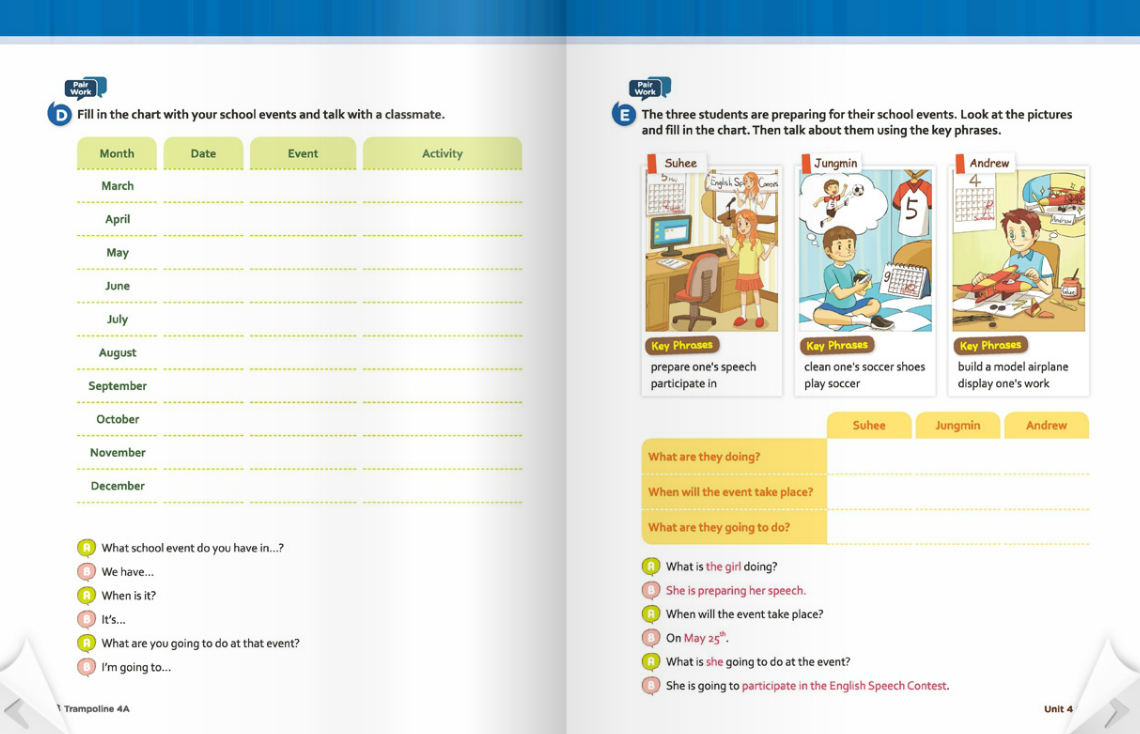 Pair
Work
D Fill in the chart with your school events and talk with a classmate.
Month Date Event Activity
March
April
May
June
July
August
September
October
November
December
A What school event do you have in...?
B We have...
A When is it?
B It's...
A What are you going to do at that event?
B I'm going to...
Trampoline 4A
Pair
Work
E The three students are preparing for their school events. Look at the pictures
and fill in the chart. Then talk about them using the key phrases.
Suhee
5
English
Key Phrases
prepare one's speech
participate in
Jungmin
5
9
Key Phrases
clean one's soccer shoes
play soccer
Andrew
4
Andrew
Glue
Key Phrases
build a model airplane
display one's work
Suhee Jungmin Andrew
What are they doing?
When will the event take place?
What are they going to do?
A What is the girl doing?
B She is preparing her speech.
A When will the event take place?
B On May 25th.
A What is she going to do at the event?
B She is going to participate in the English Speech Contest.
Unit 4